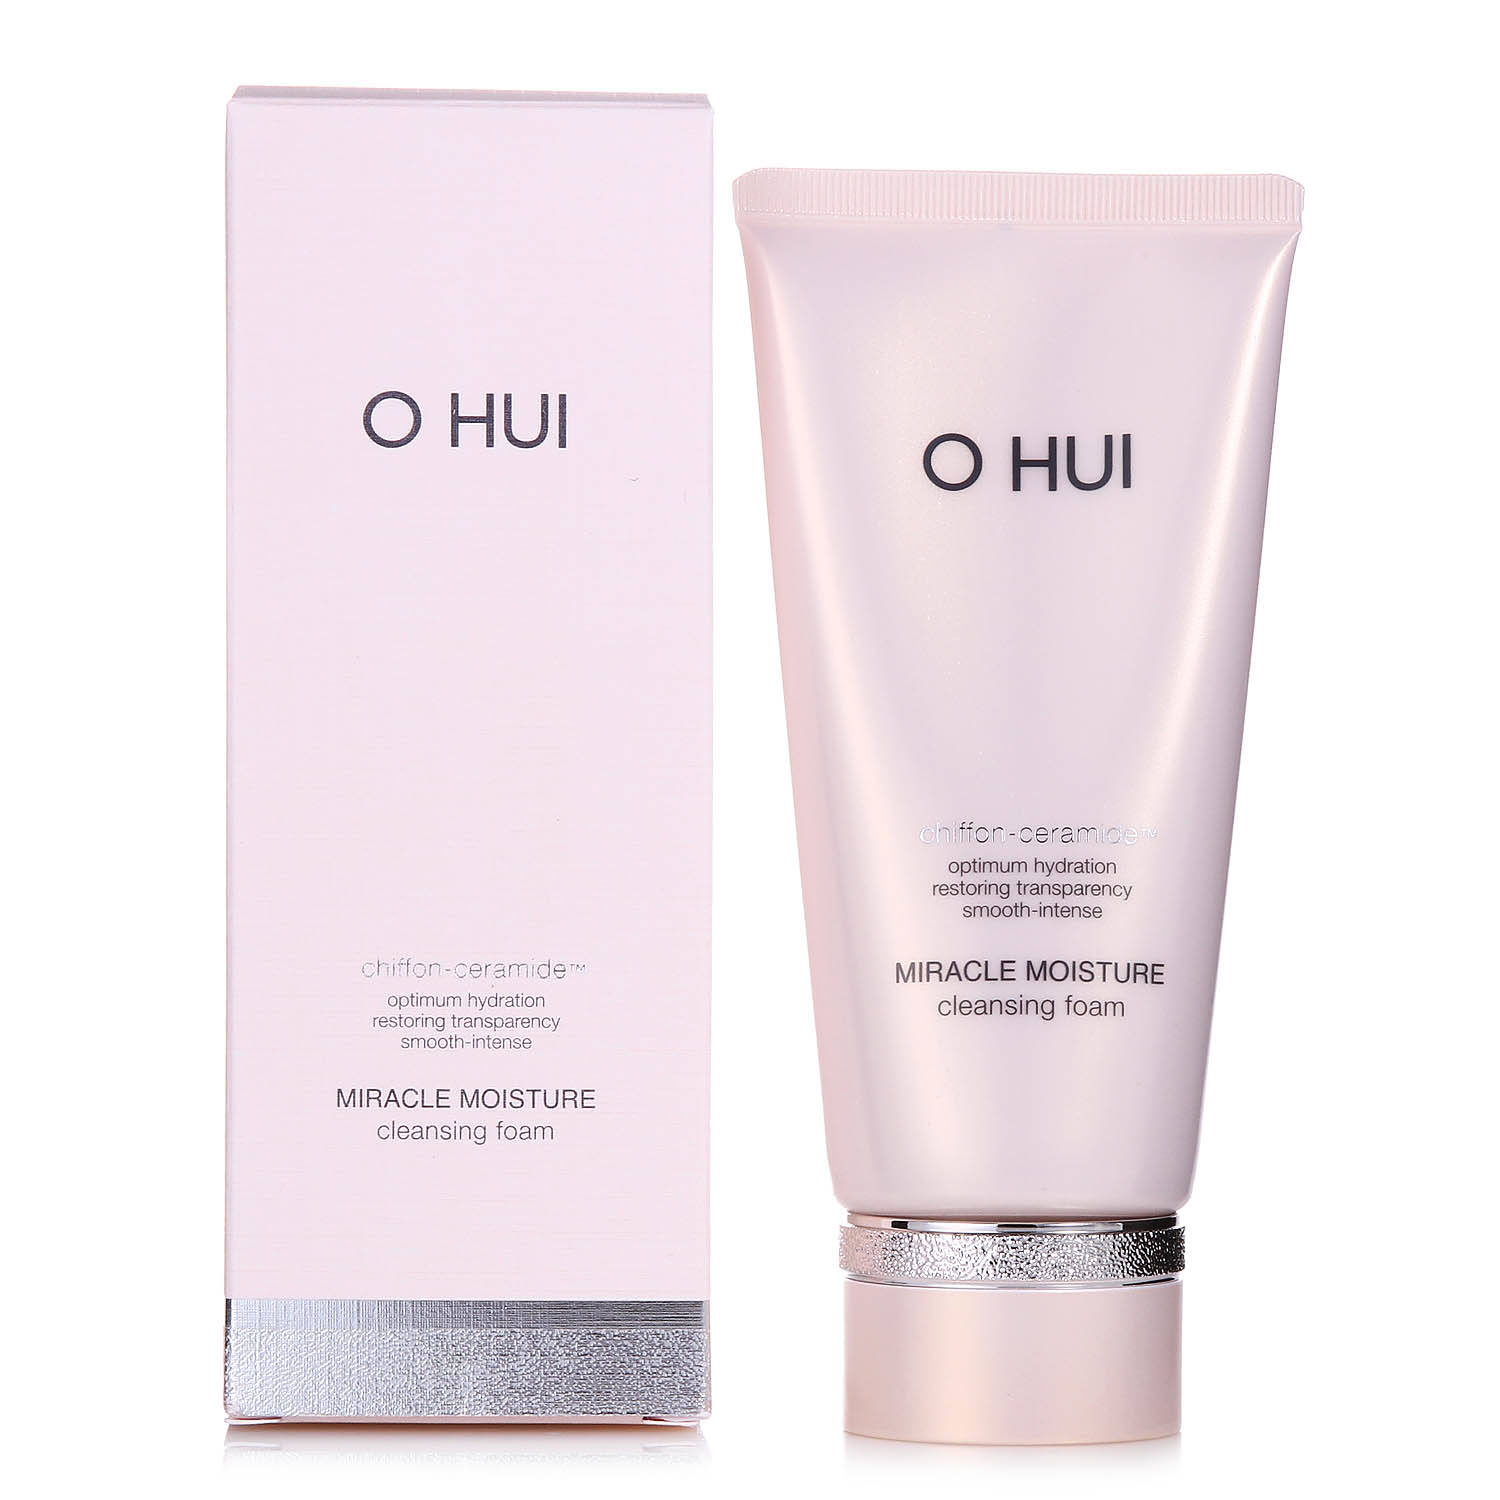 O HUI
chiffon-ceramide™
optimum hydration
restoring transparency
smooth-intense
MIRACLE MOISTURE
cleansing foam
O HUI
chiffon-ceramide™
optimum hydration
restoring transparency
smooth-intense
MIRACLE MOISTURE
cleansing foam